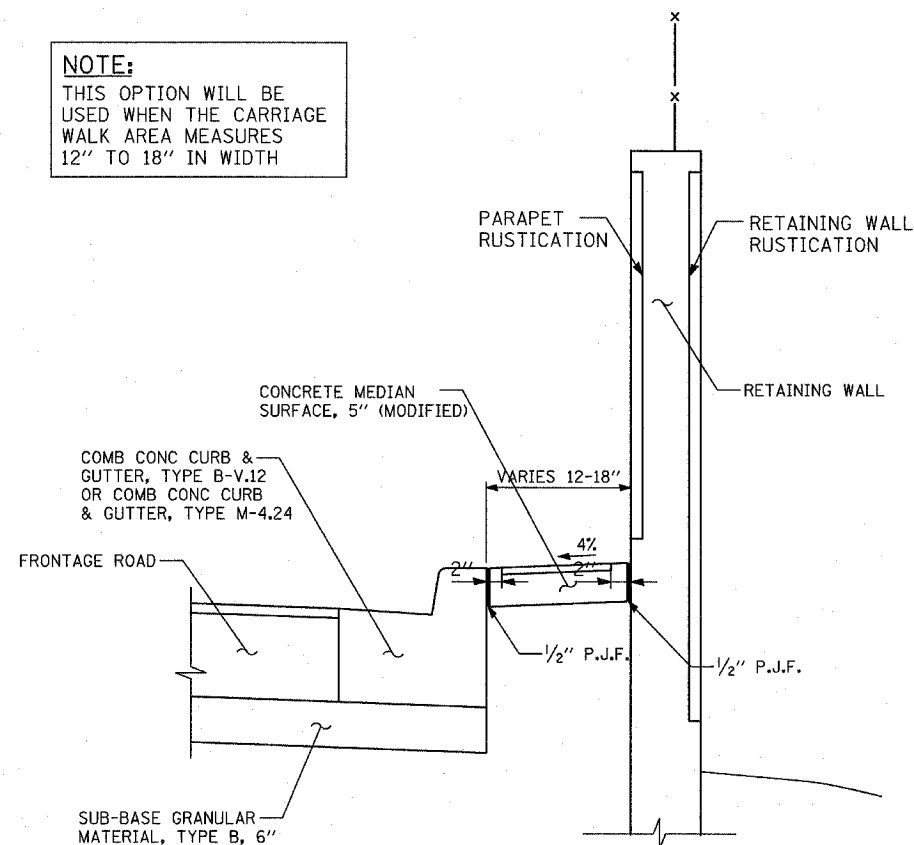 NOTE:
THIS OPTION WILL BE
USED WHEN THE CARRIAGE
WALK AREA MEASURES
12" TO 18" IN WIDTH
x
x
PARAPET
RUSTICATION
RETAINING WALL
RUSTICATION
RETAINING WALL
CONCRETE MEDIAN
SURFACE, 5" (MODIFIED)
COMB CONC CURB &
GUTTER, TYPE B-V.12
OR COMB CONC CURB
& GUTTER, TYPE M-4.24
VARIES 12-18"
FRONTAGE ROAD
4%
2"
2"
1/2" P.J.F.
1/2" P.J.F.
SUB-BASE GRANULAR
MATERIAL, TYPE B, 6"